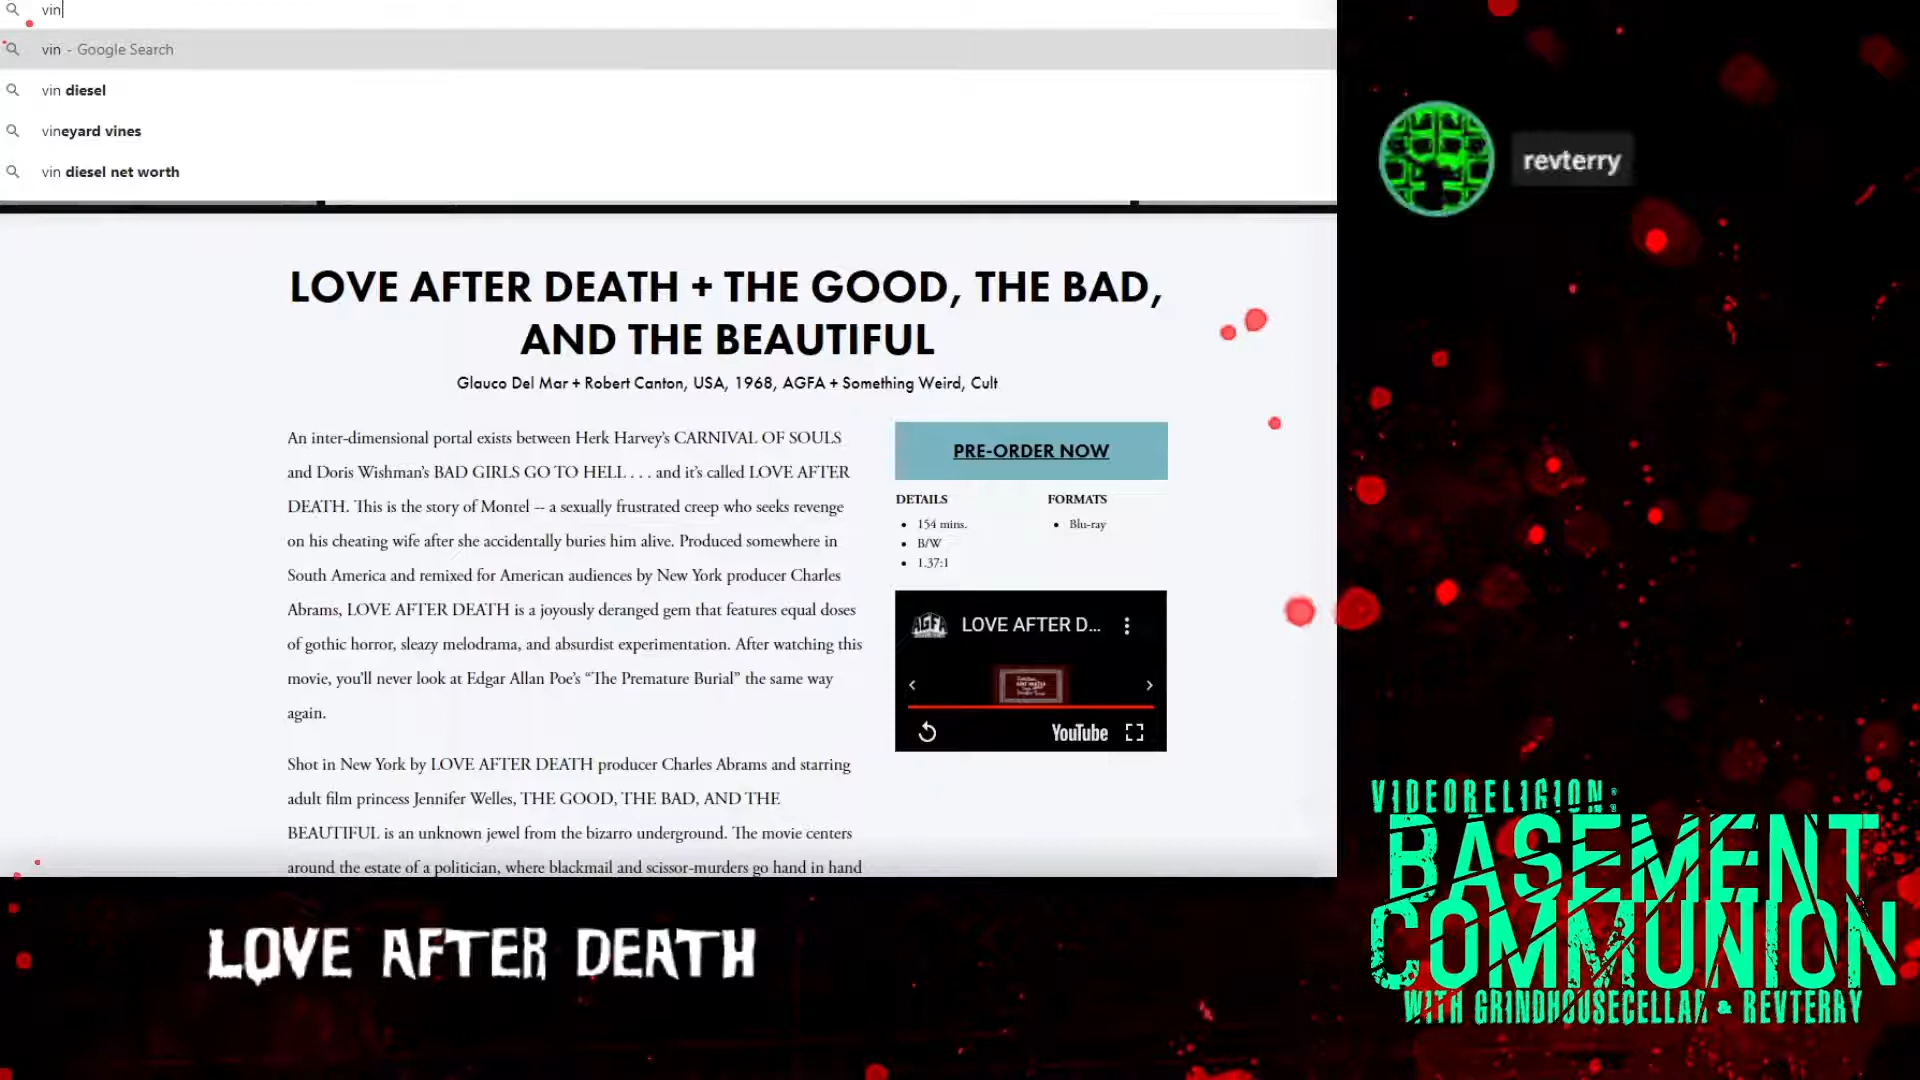 vin
vin - Google Search
vin diesel
vineyard vines
vin diesel net worth
revterry
LOVE AFTER DEATH + THE GOOD, THE BAD,
AND THE BEAUTIFUL
Glauco Del Mar + Robert Canton, USA, 1968, AGFA + Something Weird, Cult
An inter-dimensional portal exists between Herk Harvey's CARNIVAL OF SOULS
and Doris Wishman's BAD GIRLS GO TO HELL . . . and it's called LOVE AFTER
DEATH. This is the story of Montel -- a sexually frustrated creep who seeks revenge
on his cheating wife after she accidentally buries him alive. Produced somewhere in
South America and remixed for American audiences by New York producer Charles
Abrams, LOVE AFTER DEATH is a joyously deranged gem that features equal doses
of gothic horror, sleazy melodrama, and absurdist experimentation. After watching this
movie, you'll never look at Edgar Allan Poe's “The Premature Burial” the same way
again.
Shot in New York by LOVE AFTER DEATH producer Charles Abrams and starring
adult film princess Jennifer Welles, THE GOOD, THE BAD, AND THE
BEAUTIFUL is an unknown jewel from the bizarro underground. The movie centers
around the estate of a politician, where blackmail and scissor-murders go hand in hand
PRE-ORDER NOW
DETAILS
154 mins.
B/W
1.37:1
FORMATS
Blu-ray
AGFA
LOVE AFTER D...
YouTube
LOVE AFTER DEATH
VIDEORELIGION:
BASEMENT
COMMUNION
WITH GRINDHOUSECELLAR & REVTERRY